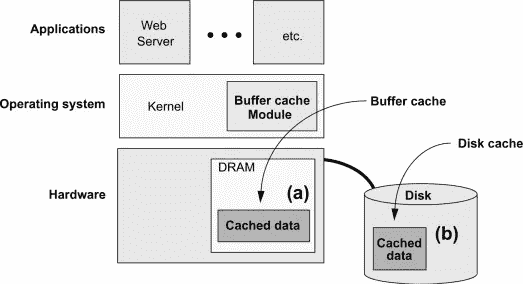 Applications
Web
Server
• • •
etc.
Operating system
Kernel
Buffer cache
Module
Buffer cache
Disk cache
Hardware
DRAM
(a)
Cached data
Disk
Cached
data
(b)